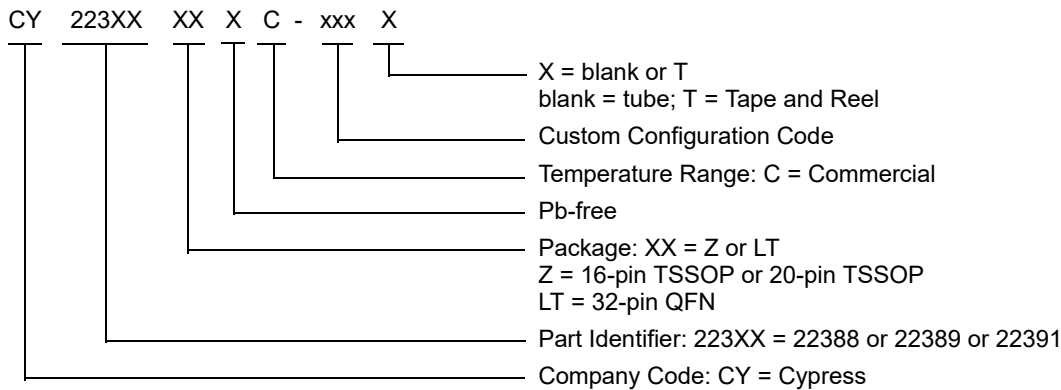 CY 223XX XX X C - xxx X
X = blank or T
blank = tube; T = Tape and Reel
Custom Configuration Code
Temperature Range: C = Commercial
Pb-free
Package: XX = Z or LT
Z = 16-pin TSSOP or 20-pin TSSOP
LT = 32-pin QFN
Part Identifier: 223XX = 22388 or 22389 or 22391
Company Code: CY = Cypress